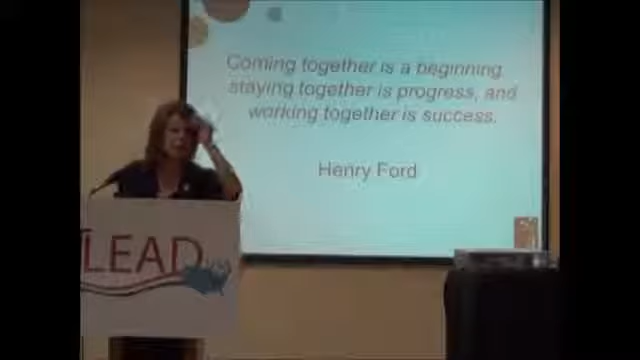 Coming together is a beginning
staying together is progress, and
working together is success.
Henry Ford
LEAD